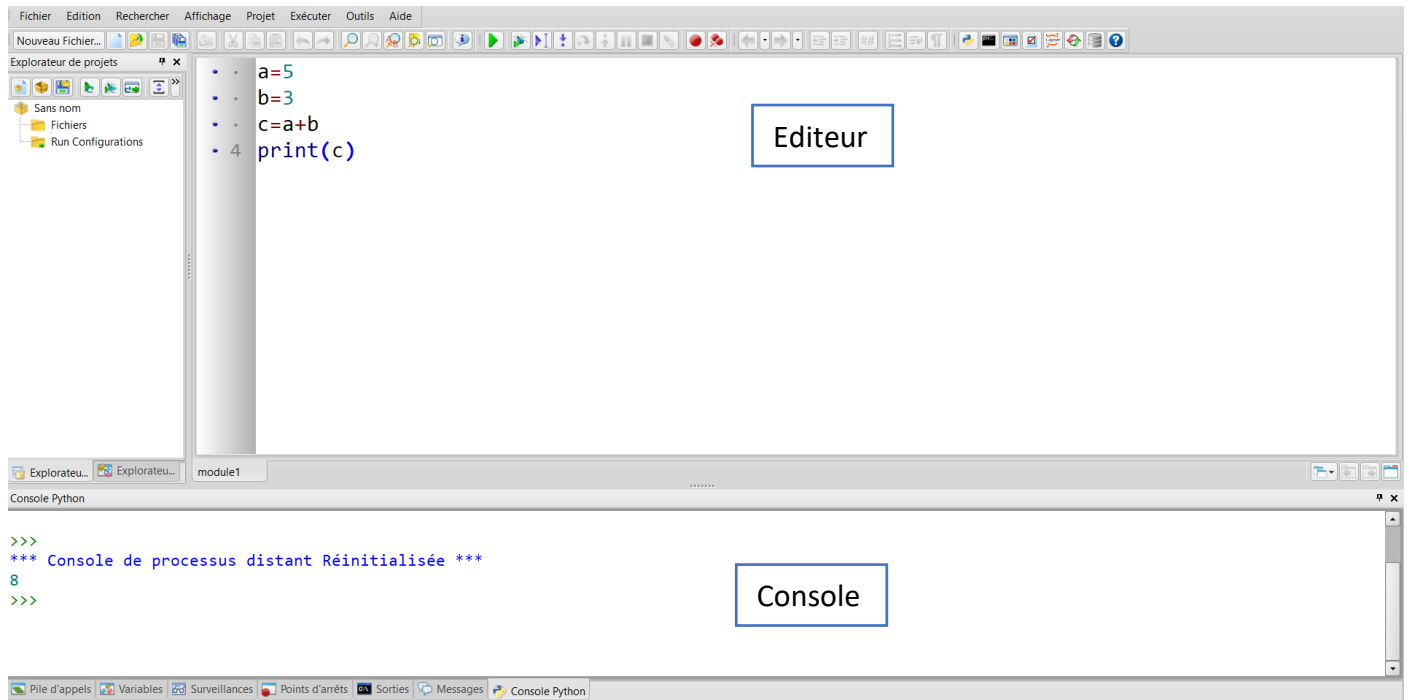 Fichier Edition Rechercher Affichage Projet Exécuter Outils Aide
Nouveau Fichier...
Explorateur de projets
Sans nom
Fichiers
Run Configurations
a=5
b=3
c=a+b
4 print(c)
Editeur
Explorateu... Explorateu...
module1
Console Python
>>>
*** Console de processus distant Réinitialisée ***
8
>>>
Console
Pile d'appels Variables Surveillances Points d'arrêts Sorties Messages Console Python